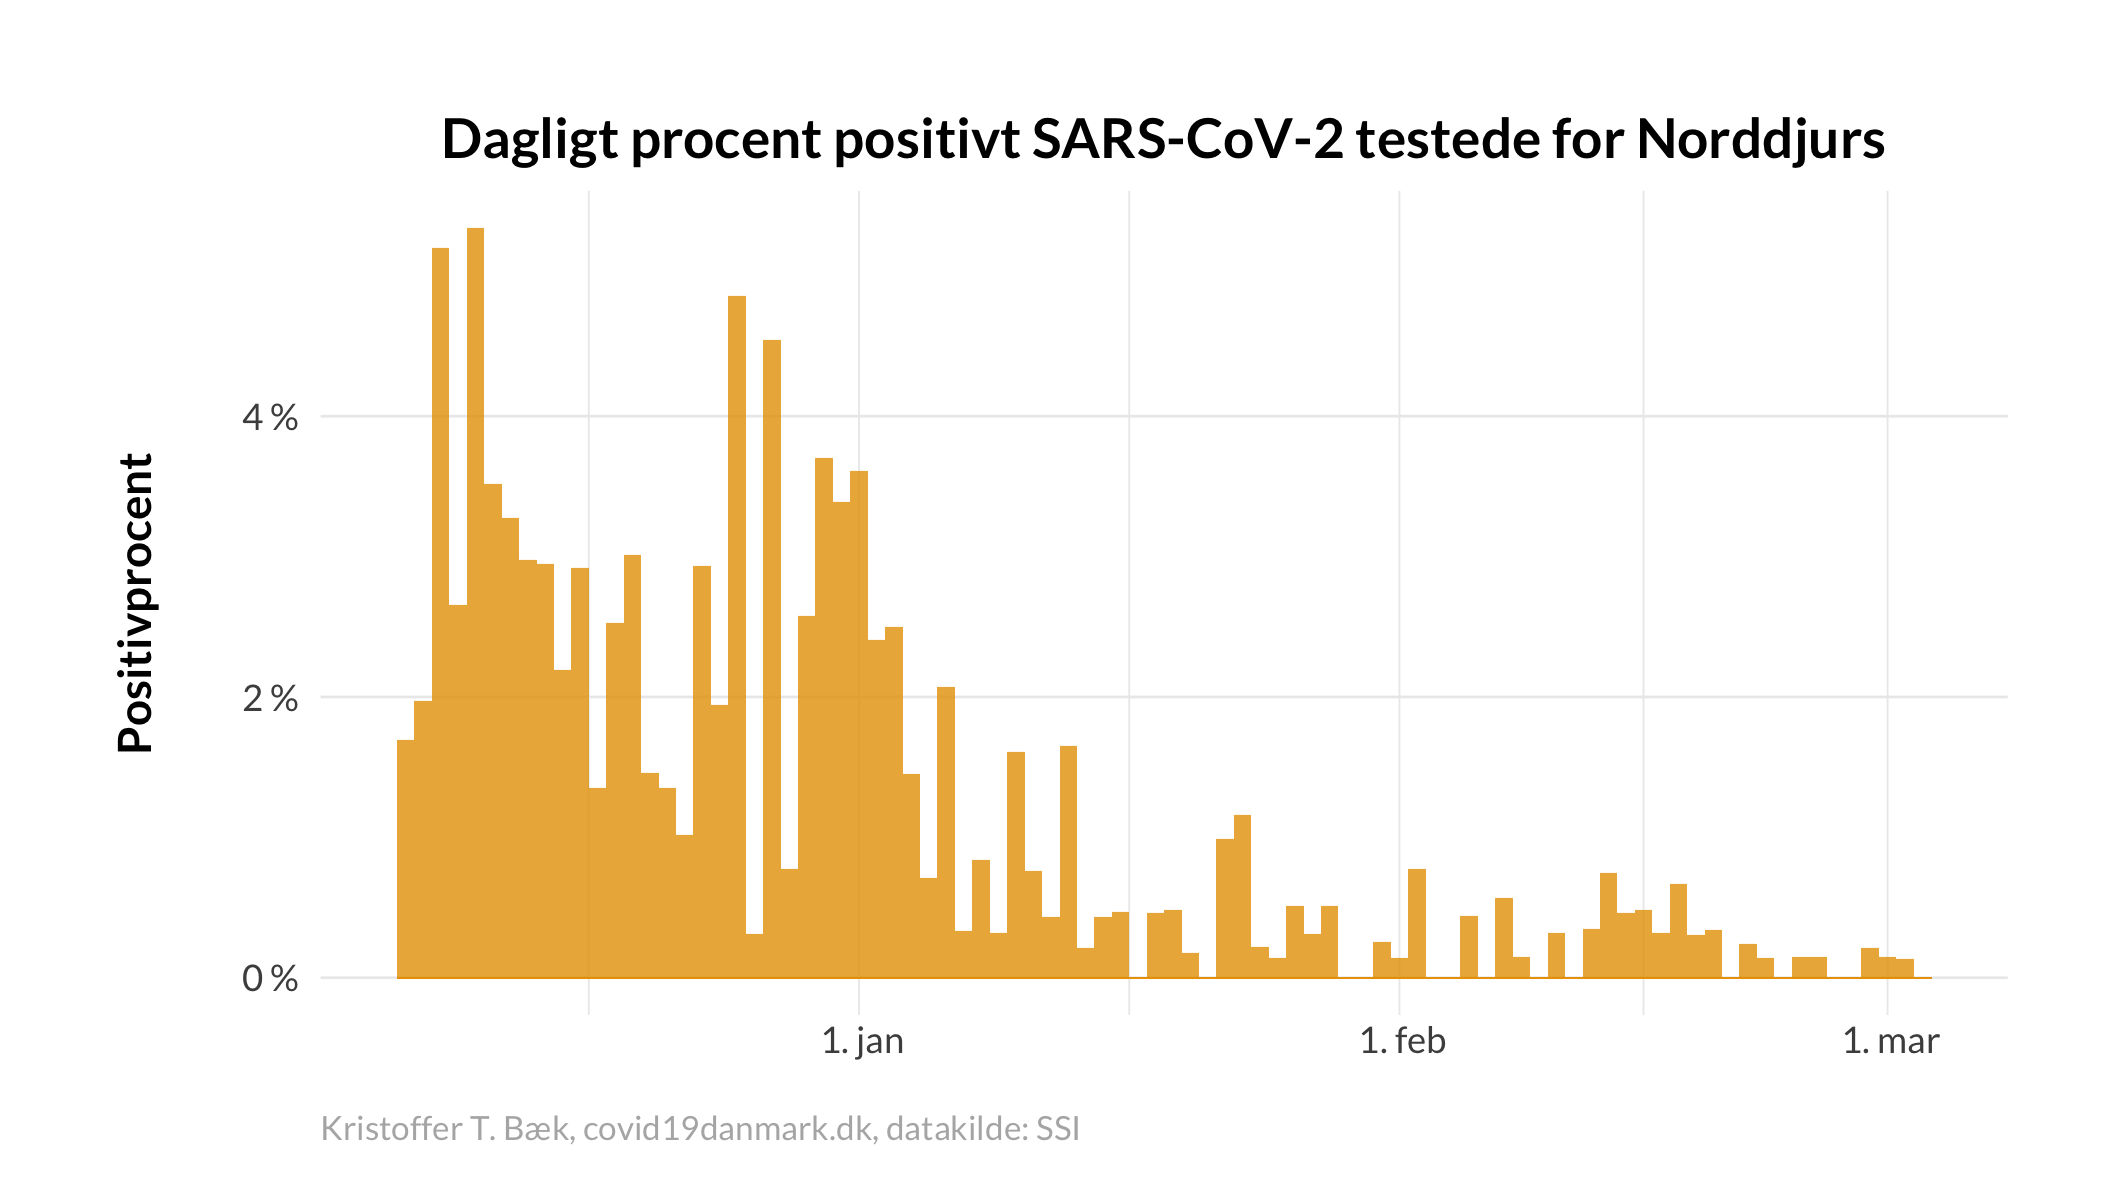 Dagligt procent positivt SARS-CoV-2 testede for Norddjurs
Positivprocent
4 %
2 %
0 %
1. jan
1. feb
1. mar
Kristoffer T. Bæk, covid19danmark.dk, datakilde: SSI